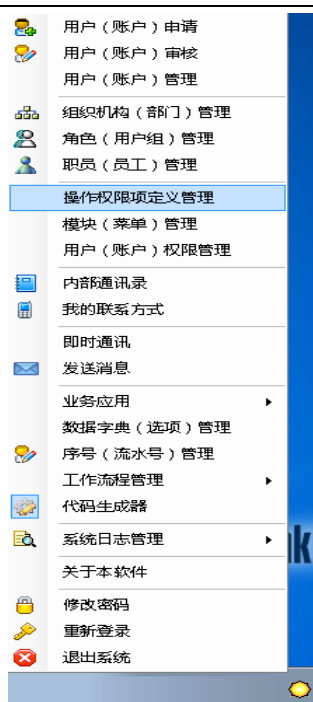 用户（账户）申请
用户（账户）审核
用户（账户）管理
组织机构（部门）管理
角色（用户组）管理
职员（员工）管理
操作权限项定义管理
模块（菜单）管理
用户（账户）权限管理
内部通讯录
我的联系方式
即时通讯
发送消息
业务应用
数据字典（选项）管理
序号（流水号）管理
工作流程管理
代码生成器
系统日志管理
关于本软件
修改密码
重新登录
退出系统